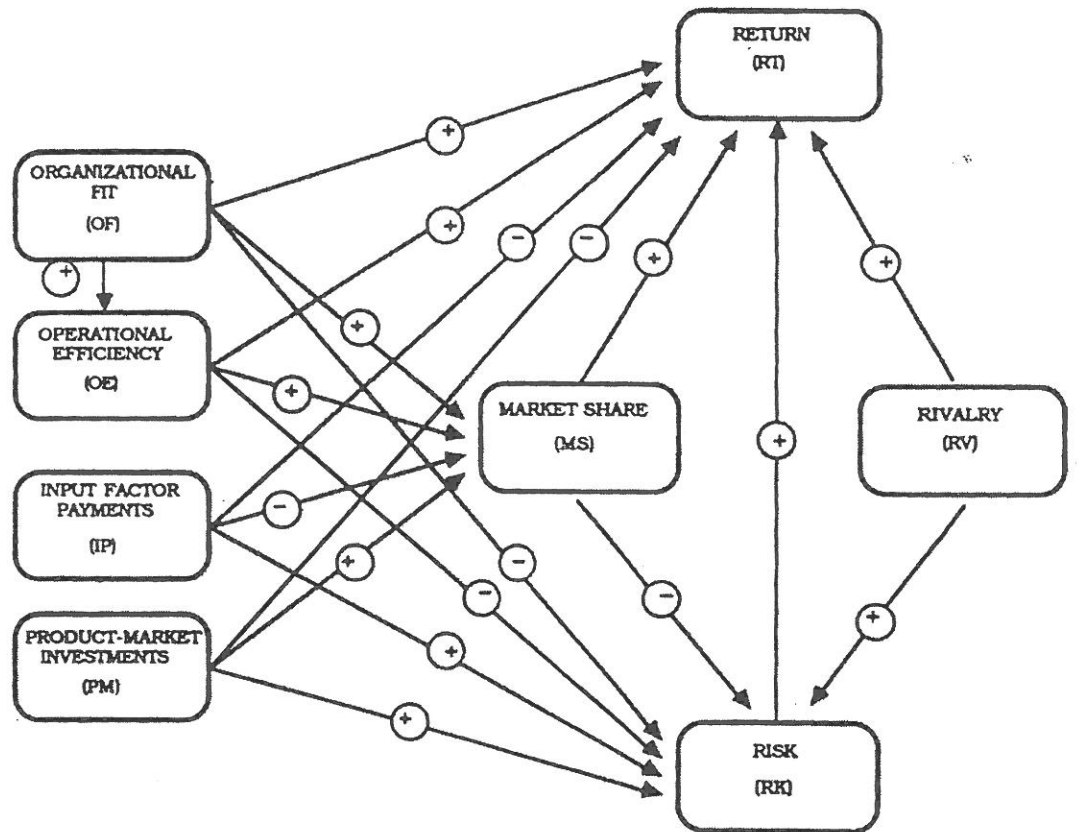 RETURN
(RT)
+
ORGANIZATIONAL
FIT
(OF)
+
+
-
-
+
+
+
OPERATIONAL
EFFICIENCY
(OE)
+
+
MARKET SHARE
(MS)
RIVALRY
(RV)
+
INPUT FACTOR
PAYMENTS
(IP)
-
+
-
-
-
+
PRODUCT-MARKET
INVESTMENTS
(PM)
+
+
RISK
(RK)